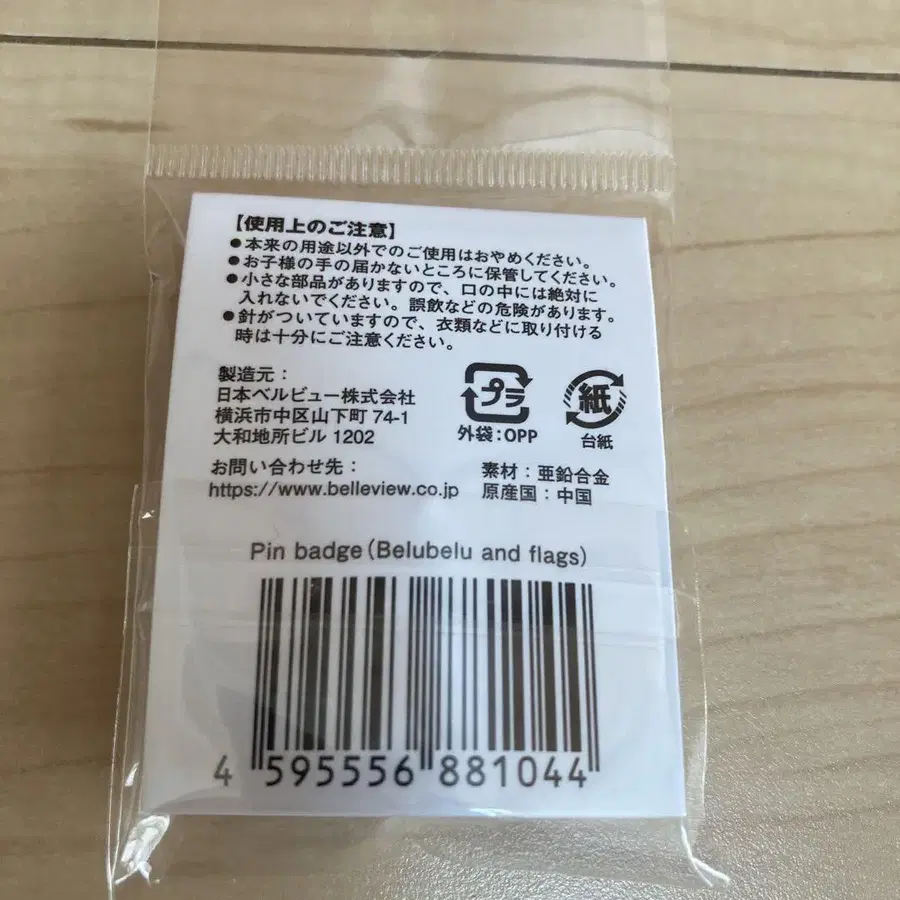 【使用上のご注意】
●本来の用途以外でのご使用はおやめください。
●お子様の手の届かないところに保管してください。
●小さな部品がありますので、口の中には絶対に
入れないでください。誤飲などの危険があります。
●針がついていますので、衣類などに取り付ける
時は十分にご注意ください。
製造元：
日本ベルビュー株式会社
横浜市中区山下町 74-1
大和地所ビル 1202
プラ
外袋：OPP
紙
台紙
お問い合わせ先：
https://www.belleview.co.jp
素材：亜鉛合金
原産国：中国
Pin badge（Belubelu and flags）
4 595556 881044